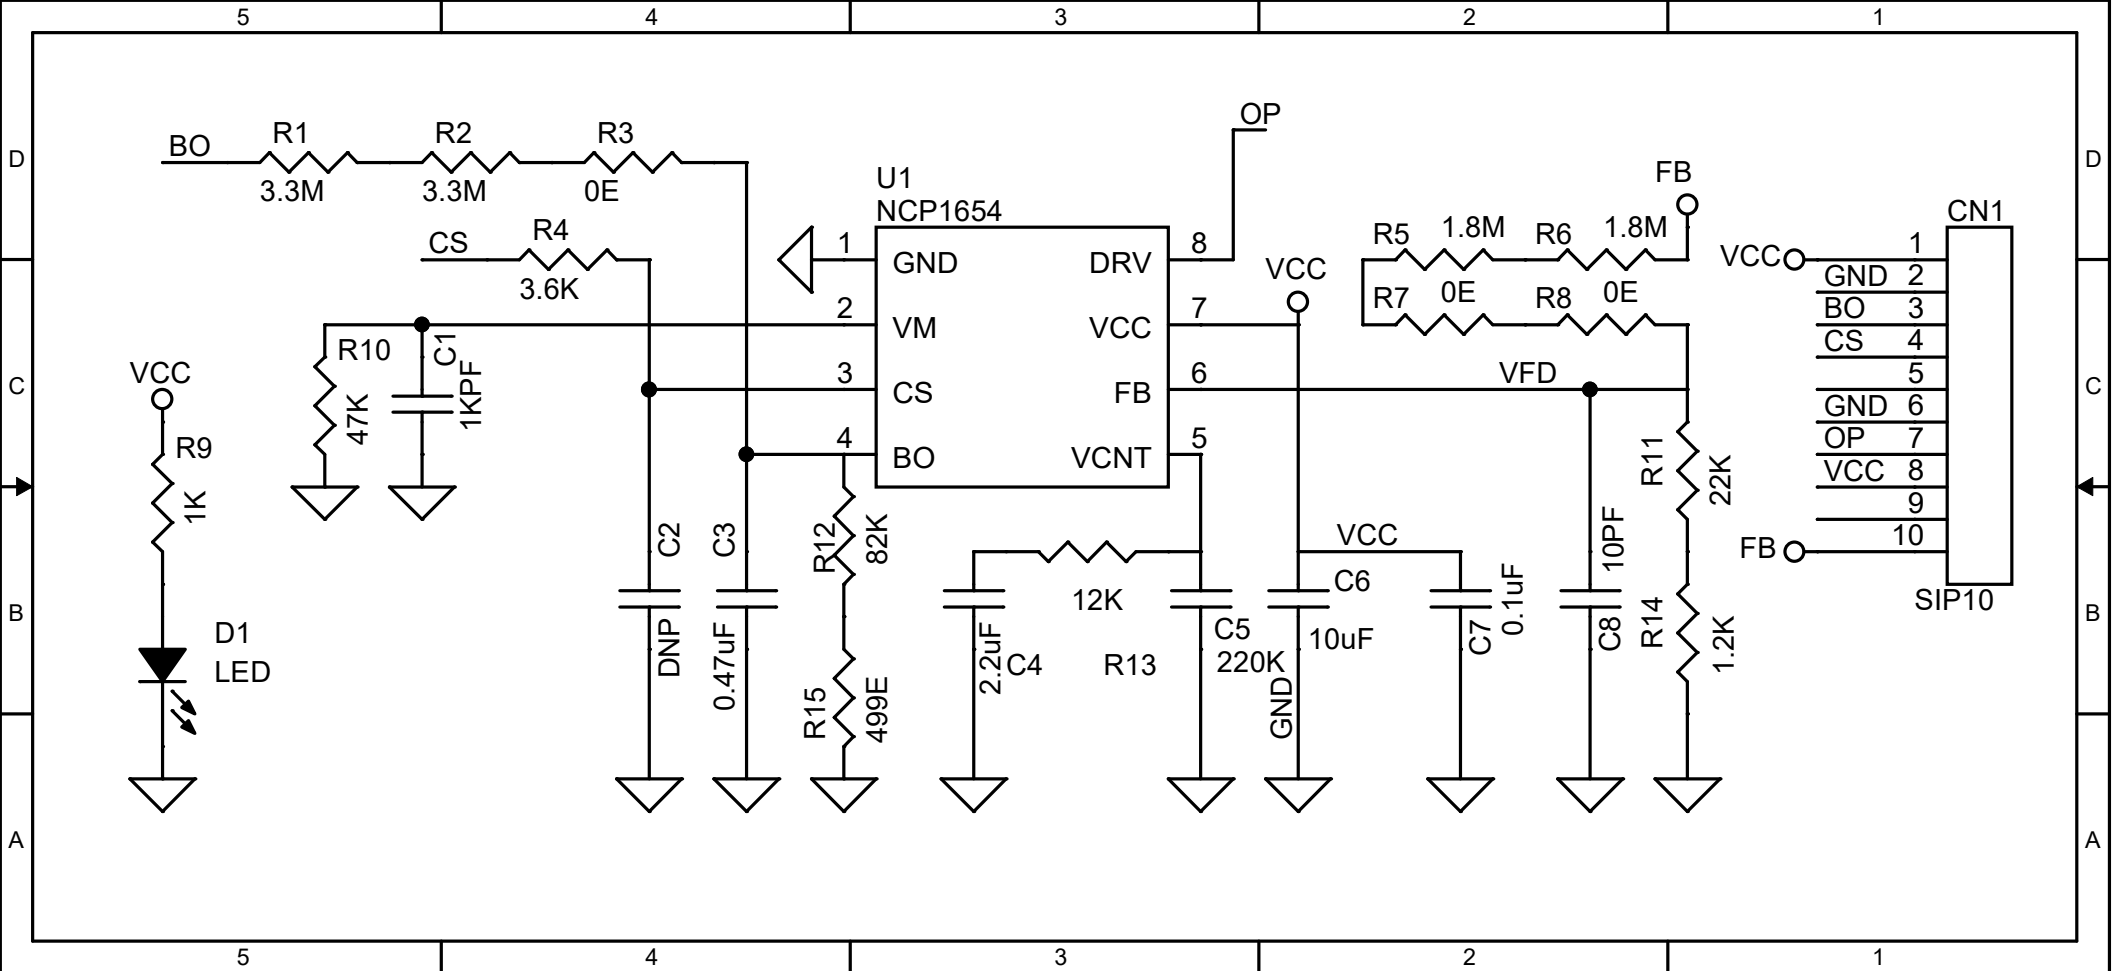 5 4 3 2 1
D D
C C
B B
A A
BO R1 R2 R3
3.3M 3.3M 0E
CS R4
3.6K
OP
U1
NCP1654
1 GND DRV 8
2 VM VCC 7
3 CS FB 6
4 BO VCNT 5
VCC
FB
R5 1.8M R6 1.8M
R7 0E R8 0E
VFD
CN1
VCC 1
GND 2
BO 3
CS 4
5
GND 6
OP 7
VCC 8
9
FB 10
SIP10
VCC
R9
1K
D1
LED
R10
47K
C1
1KPF
C2
DNP
C3
0.47uF
R12
82K
R15
499E
2.2uF
C4
12K
R13
C5
220K
VCC
C6
10uF
GND
C7
0.1uF
10PF
C8
R11
22K
R14
1.2K
5 4 3 2 1